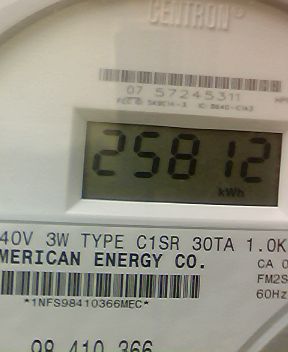 CENTRON®
07 57245311
25812
kWh
40V 3W TYPE C1SR 30TA 1.0K
MERICAN ENERGY CO.
CA 0
FM2S
60Hz
*1NFS98410366MEC*
98 410 366